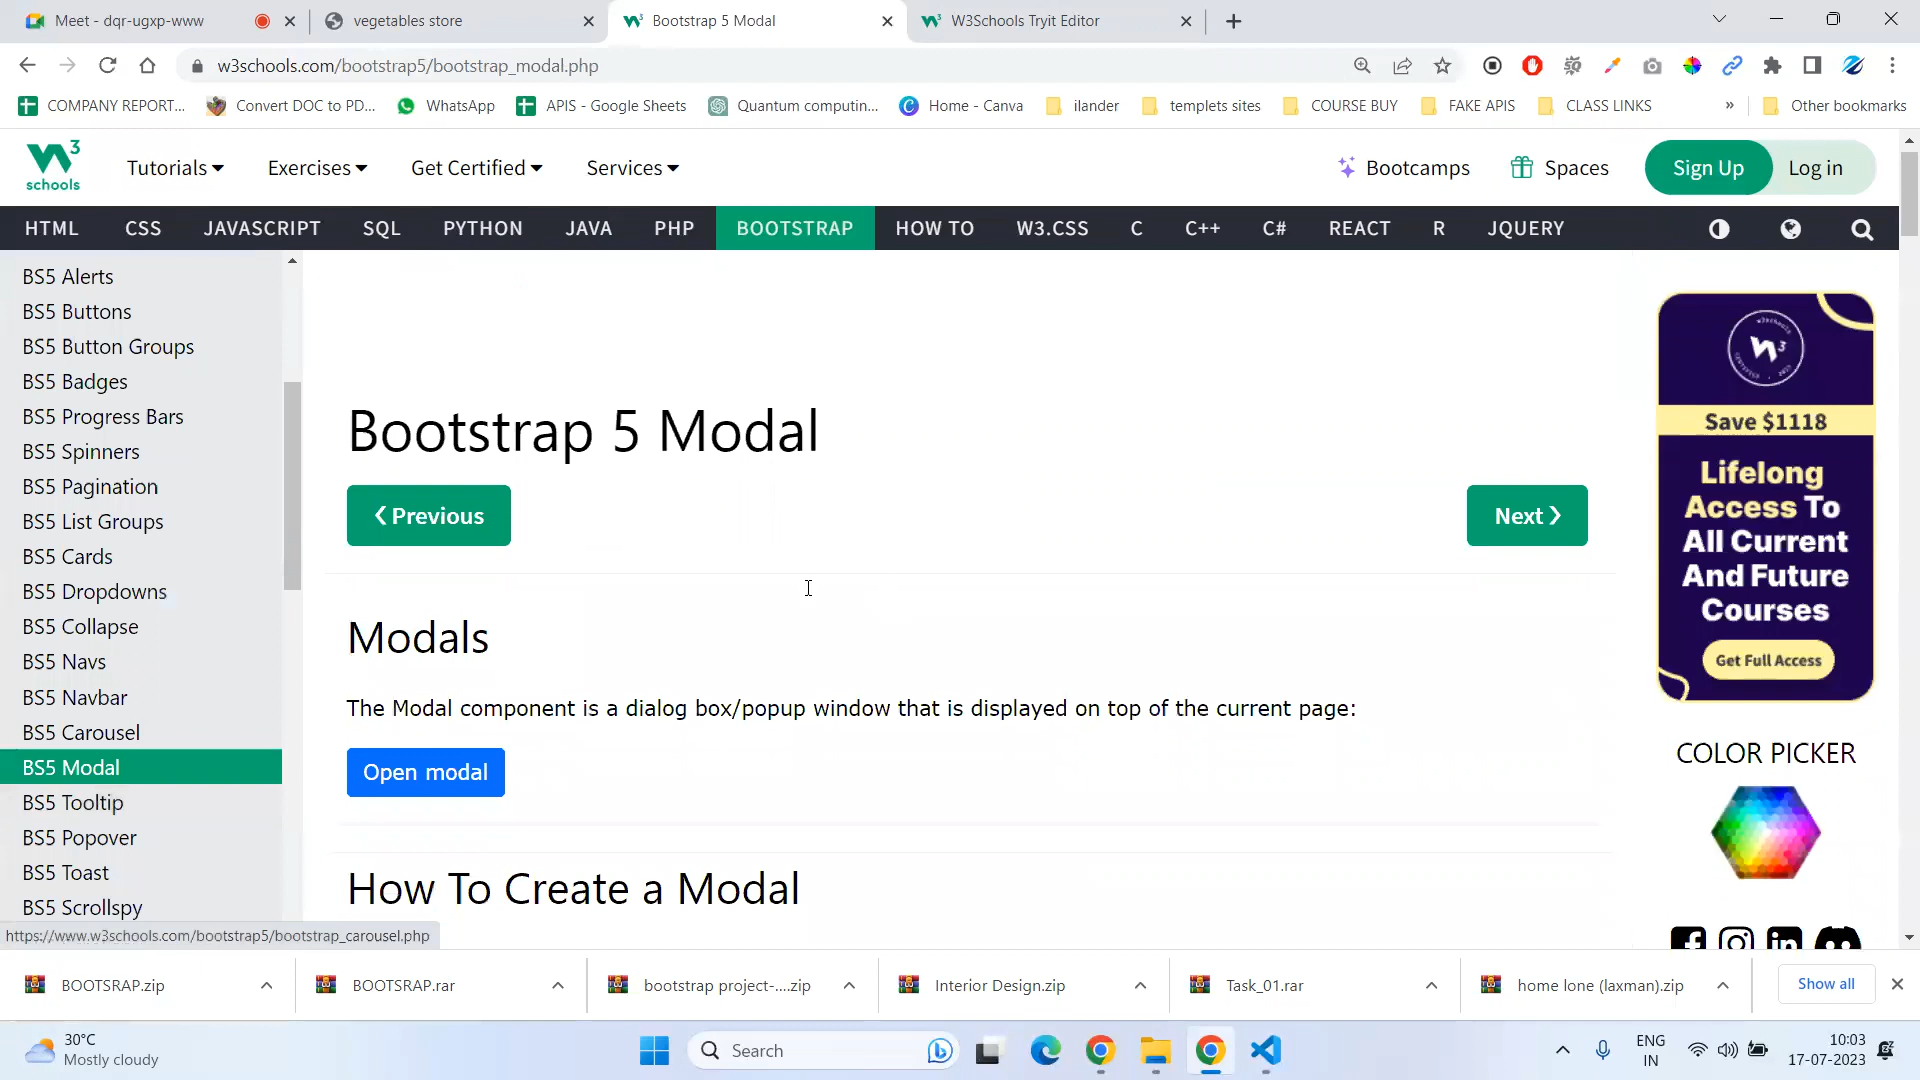 Meet - dqr-ugxp-www
vegetables store
Bootstrap 5 Modal
W3Schools Tryit Editor
w3schools.com/bootstrap5/bootstrap_modal.php
COMPANY REPORT...
Convert DOC to PD...
WhatsApp
APIS - Google Sheets
Quantum computin...
Home - Canva
ilander
templets sites
COURSE BUY
FAKE APIS
CLASS LINKS
»
Other bookmarks
schools
Tutorials
Exercises
Get Certified
Services
Bootcamps
Spaces
Sign Up
Log in
HTML
CSS
JAVASCRIPT
SQL
PYTHON
JAVA
PHP
BOOTSTRAP
HOW TO
W3.CSS
C
C++
C#
REACT
R
JQUERY
BS5 Alerts
BS5 Buttons
BS5 Button Groups
BS5 Badges
BS5 Progress Bars
BS5 Spinners
BS5 Pagination
BS5 List Groups
BS5 Cards
BS5 Dropdowns
BS5 Collapse
BS5 Navs
BS5 Navbar
BS5 Carousel
BS5 Modal
BS5 Tooltip
BS5 Popover
BS5 Toast
BS5 Scrollspy
https://www.w3schools.com/bootstrap5/bootstrap_carousel.php
Bootstrap 5 Modal
❮ Previous
Next ❯
Modals
The Modal component is a dialog box/popup window that is displayed on top of the current page:
Open modal
How To Create a Modal
Save $1118
Lifelong
Access To
All Current
And Future
Courses
Get Full Access
COLOR PICKER
BOOTSRAP.zip
BOOTSRAP.rar
bootstrap project-....zip
Interior Design.zip
Task_01.rar
home lone (laxman).zip
Show all
30°C
Mostly cloudy
Search
ENG
IN
10:03
17-07-2023